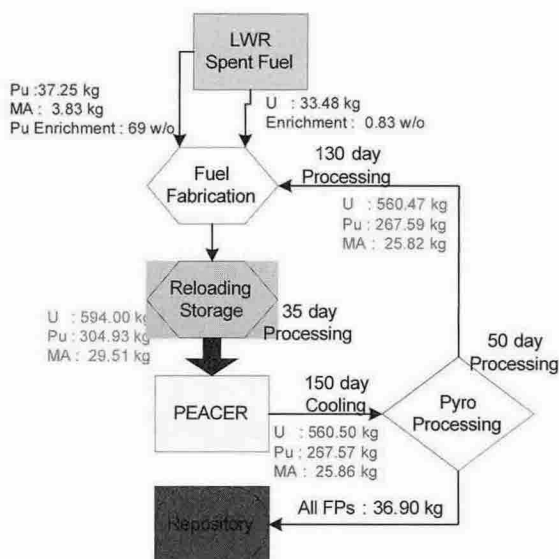 LWR
Spent Fuel
Pu :37.25 kg
MA : 3.83 kg
Pu Enrichment : 69 w/o
U : 33.48 kg
Enrichment : 0.83 w/o
Fuel
Fabrication
130 day
Processing
U : 560.47 kg
Pu : 267.59 kg
MA : 25.82 kg
Reloading
Storage
35 day
Processing
U : 594.00 kg
Pu : 304.93 kg
MA : 29.51 kg
50 day
Processing
PEACER
150 day
Cooling
U : 560.50 kg
Pu : 267.57 kg
MA : 25.86 kg
Pyro
Processing
All FPs : 36.90 kg
Repository